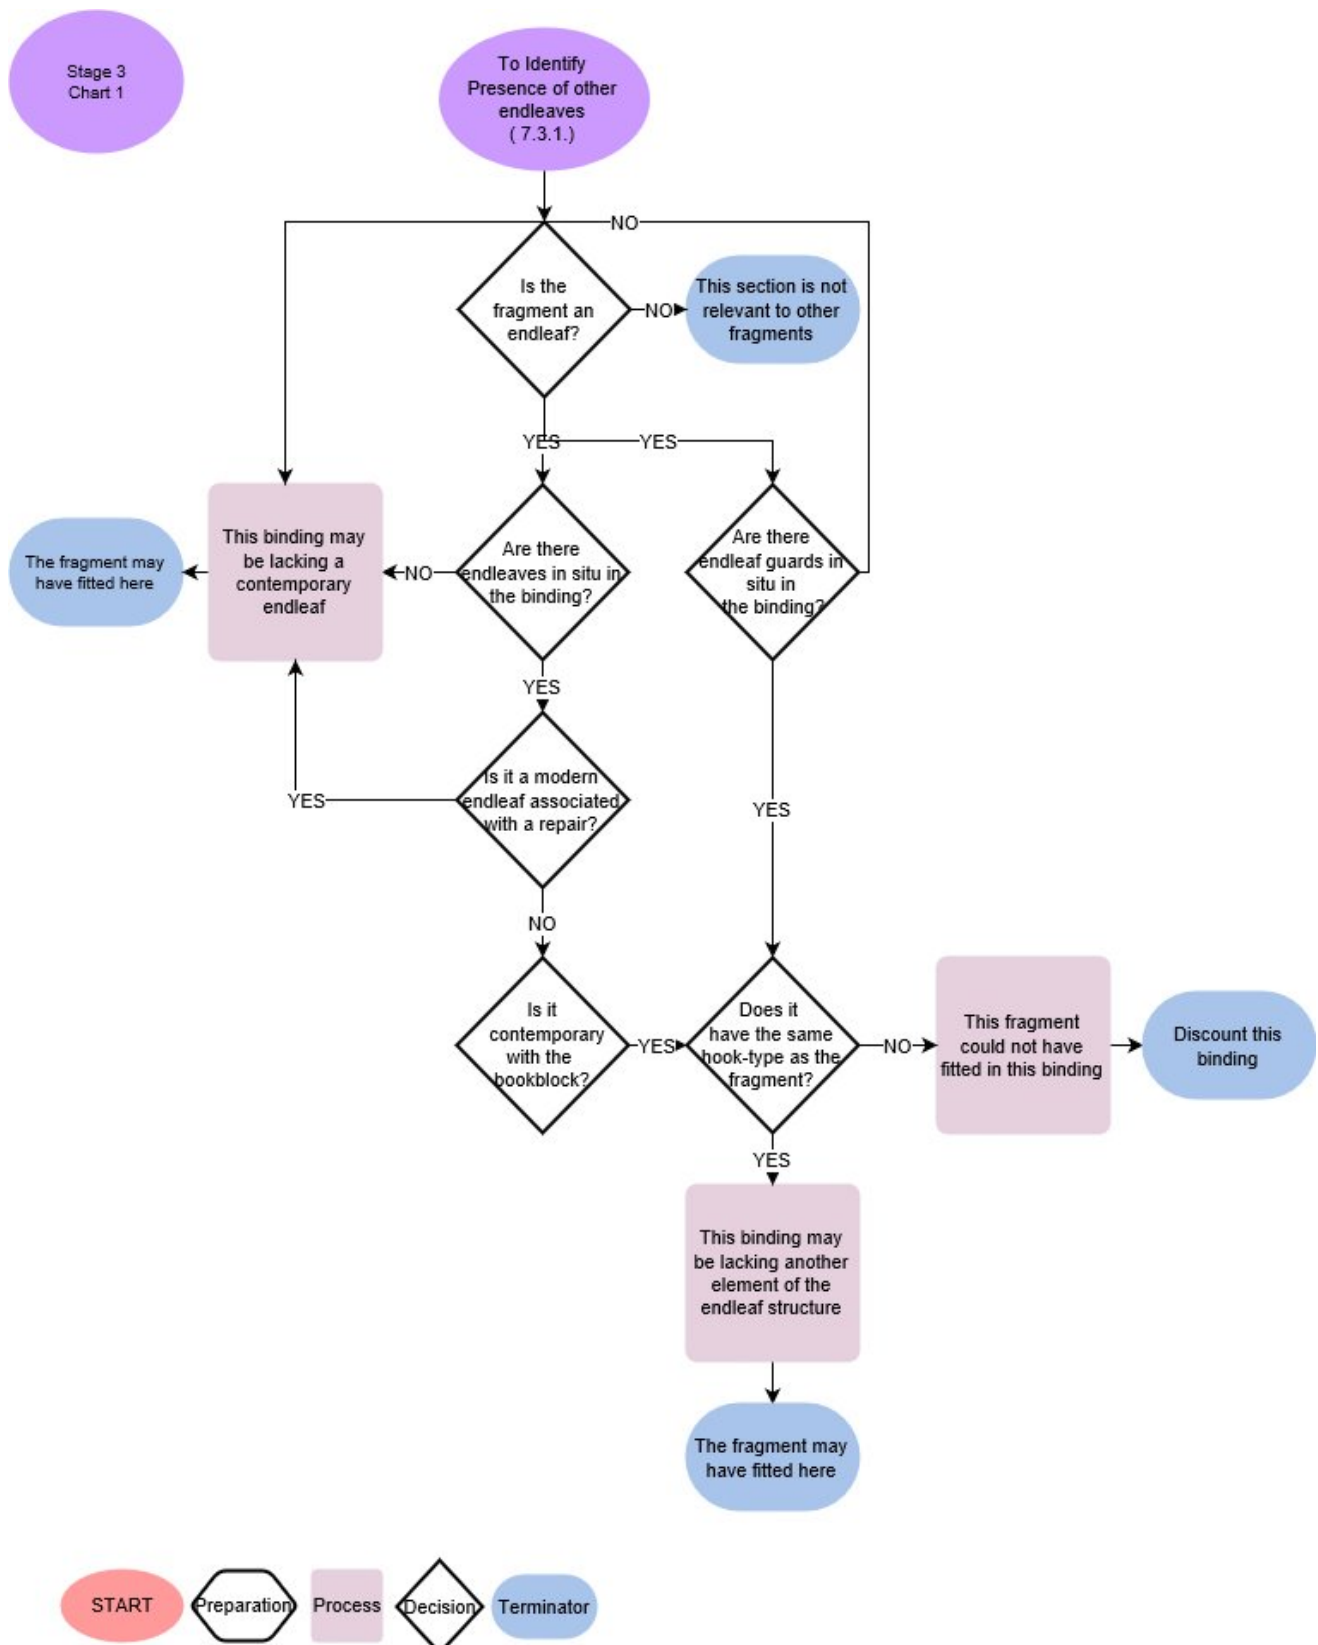 Stage 3
Chart 1
To Identify
Presence of other
endleaves
( 7.3.1.)
NO
Is the
fragment an
endleaf?
NO
This section is not
relevant to other
fragments
YES
YES
This binding may
be lacking a
contemporary
endleaf
The fragment may
have fitted here
NO
Are there
endleaves in situ in
the binding?
Are there
endleaf guards in
situ in
the binding?
YES
Is it a modern
endleaf associated
with a repair?
YES
YES
NO
Is it
contemporary
with the
bookblock?
YES
Does it
have the same
hook-type as the
fragment?
NO
This fragment
could not have
fitted in this binding
Discount this
binding
YES
This binding may
be lacking another
element of the
endleaf structure
The fragment may
have fitted here
START
Preparation
Process
Decision
Terminator